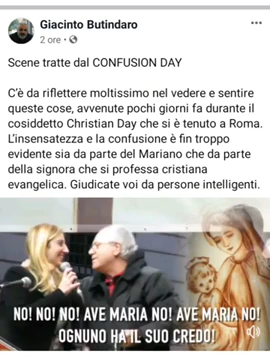 Giacinto Butindaro
2 ore
Scene tratte dal CONFUSION DAY
C'è da riflettere moltissimo nel vedere e sentire
queste cose, avvenute pochi giorni fa durante il
cosiddetto Christian Day che si è tenuto a Roma.
L'insensatezza e la confusione è fin troppo
evidente sia da parte del Mariano che da parte
della signora che si professa cristiana
evangelica. Giudicate voi da persone intelligenti.
NO! NO! NO! AVE MARIA NO! AVE MARIA NO!
OGNUNO HA IL SUO CREDO!